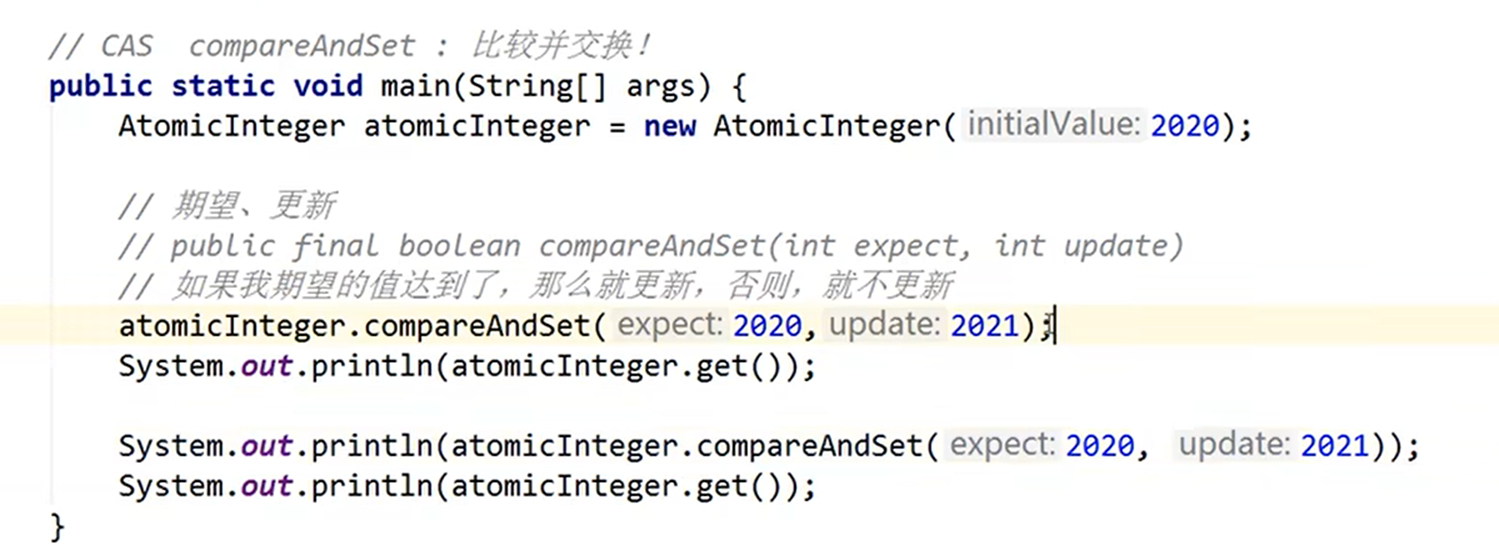 // CAS compareAndSet : 比较并交换!
public static void main(String[] args) {
AtomicInteger atomicInteger = new AtomicInteger( initialValue: 2020);
// 期望、更新
// public final boolean compareAndSet(int expect, int update)
// 如果我期望的值达到了, 那么就更新, 否则, 就不更新
atomicInteger.compareAndSet( expect: 2020, update: 2021);
System.out.println(atomicInteger.get());
System.out.println(atomicInteger.compareAndSet( expect: 2020, update: 2021));
System.out.println(atomicInteger.get());
}